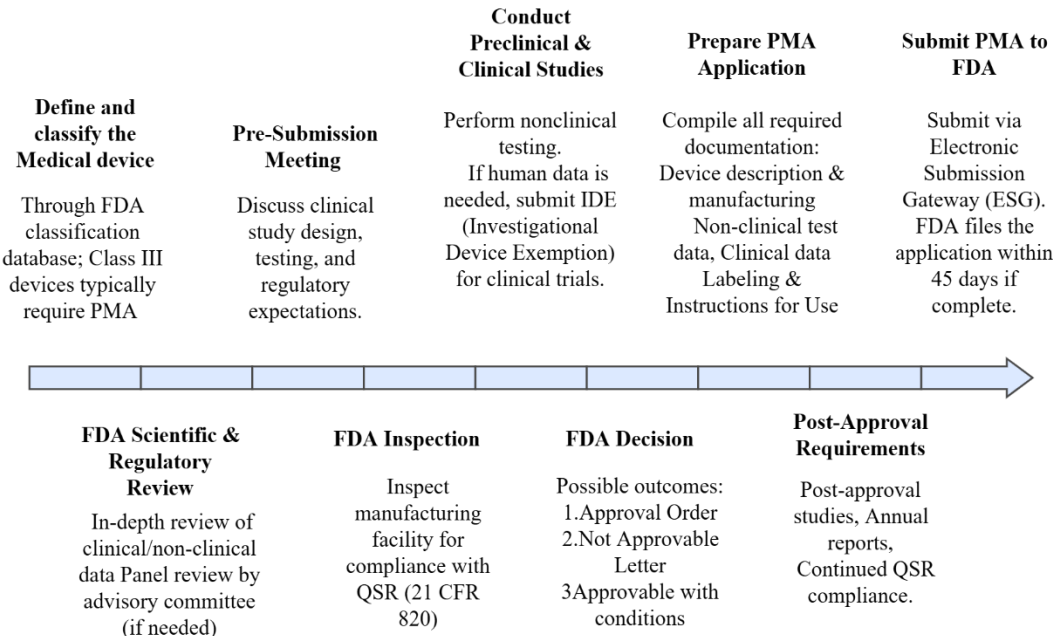 Define and
classify the
Medical device
Through FDA
classification
database; Class III
devices typically
require PMA
Pre-Submission
Meeting
Discuss clinical
study design,
testing, and
regulatory
expectations.
Conduct
Preclinical &
Clinical Studies
Perform nonclinical
testing.
If human data is
needed, submit IDE
(Investigational
Device Exemption)
for clinical trials.
Prepare PMA
Application
Compile all required
documentation:
Device description &
manufacturing
Non-clinical test
data, Clinical data
Labeling &
Instructions for Use
Submit PMA to
FDA
Submit via
Electronic
Submission
Gateway (ESG).
FDA files the
application within
45 days if
complete.
FDA Scientific &
Regulatory
Review
In-depth review of
clinical/non-clinical
data Panel review by
advisory committee
(if needed)
FDA Inspection
Inspect
manufacturing
facility for
compliance with
QSR (21 CFR
820)
FDA Decision
Possible outcomes:
1.Approval Order
2.Not Approvable
Letter
3Approvable with
conditions
Post-Approval
Requirements
Post-approval
studies, Annual
reports,
Continued QSR
compliance.